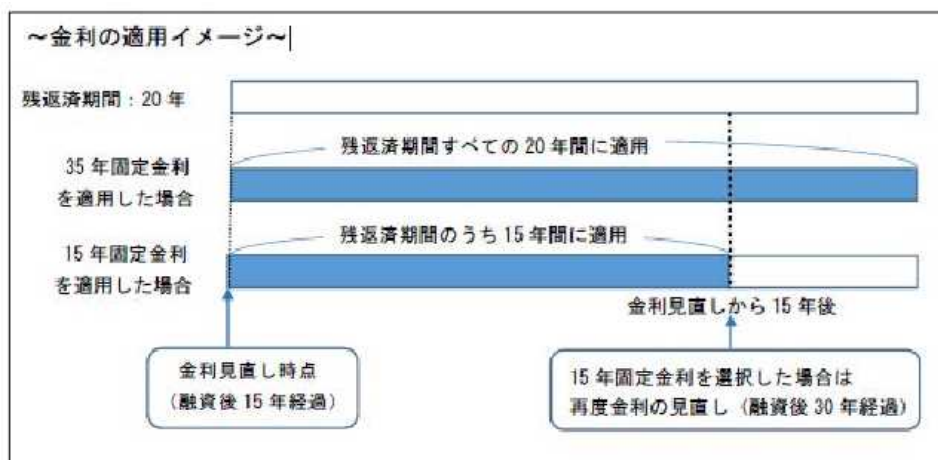 ～金利の適用イメージ～
残返済期間：20年
35年固定金利
を適用した場合
残返済期間すべての20年間に適用
15年固定金利
を適用した場合
残返済期間のうち15年間に適用
金利見直しから15年後
金利見直し時点
（融資後15年経過）
15年固定金利を選択した場合は
再度金利の見直し（融資後30年経過）